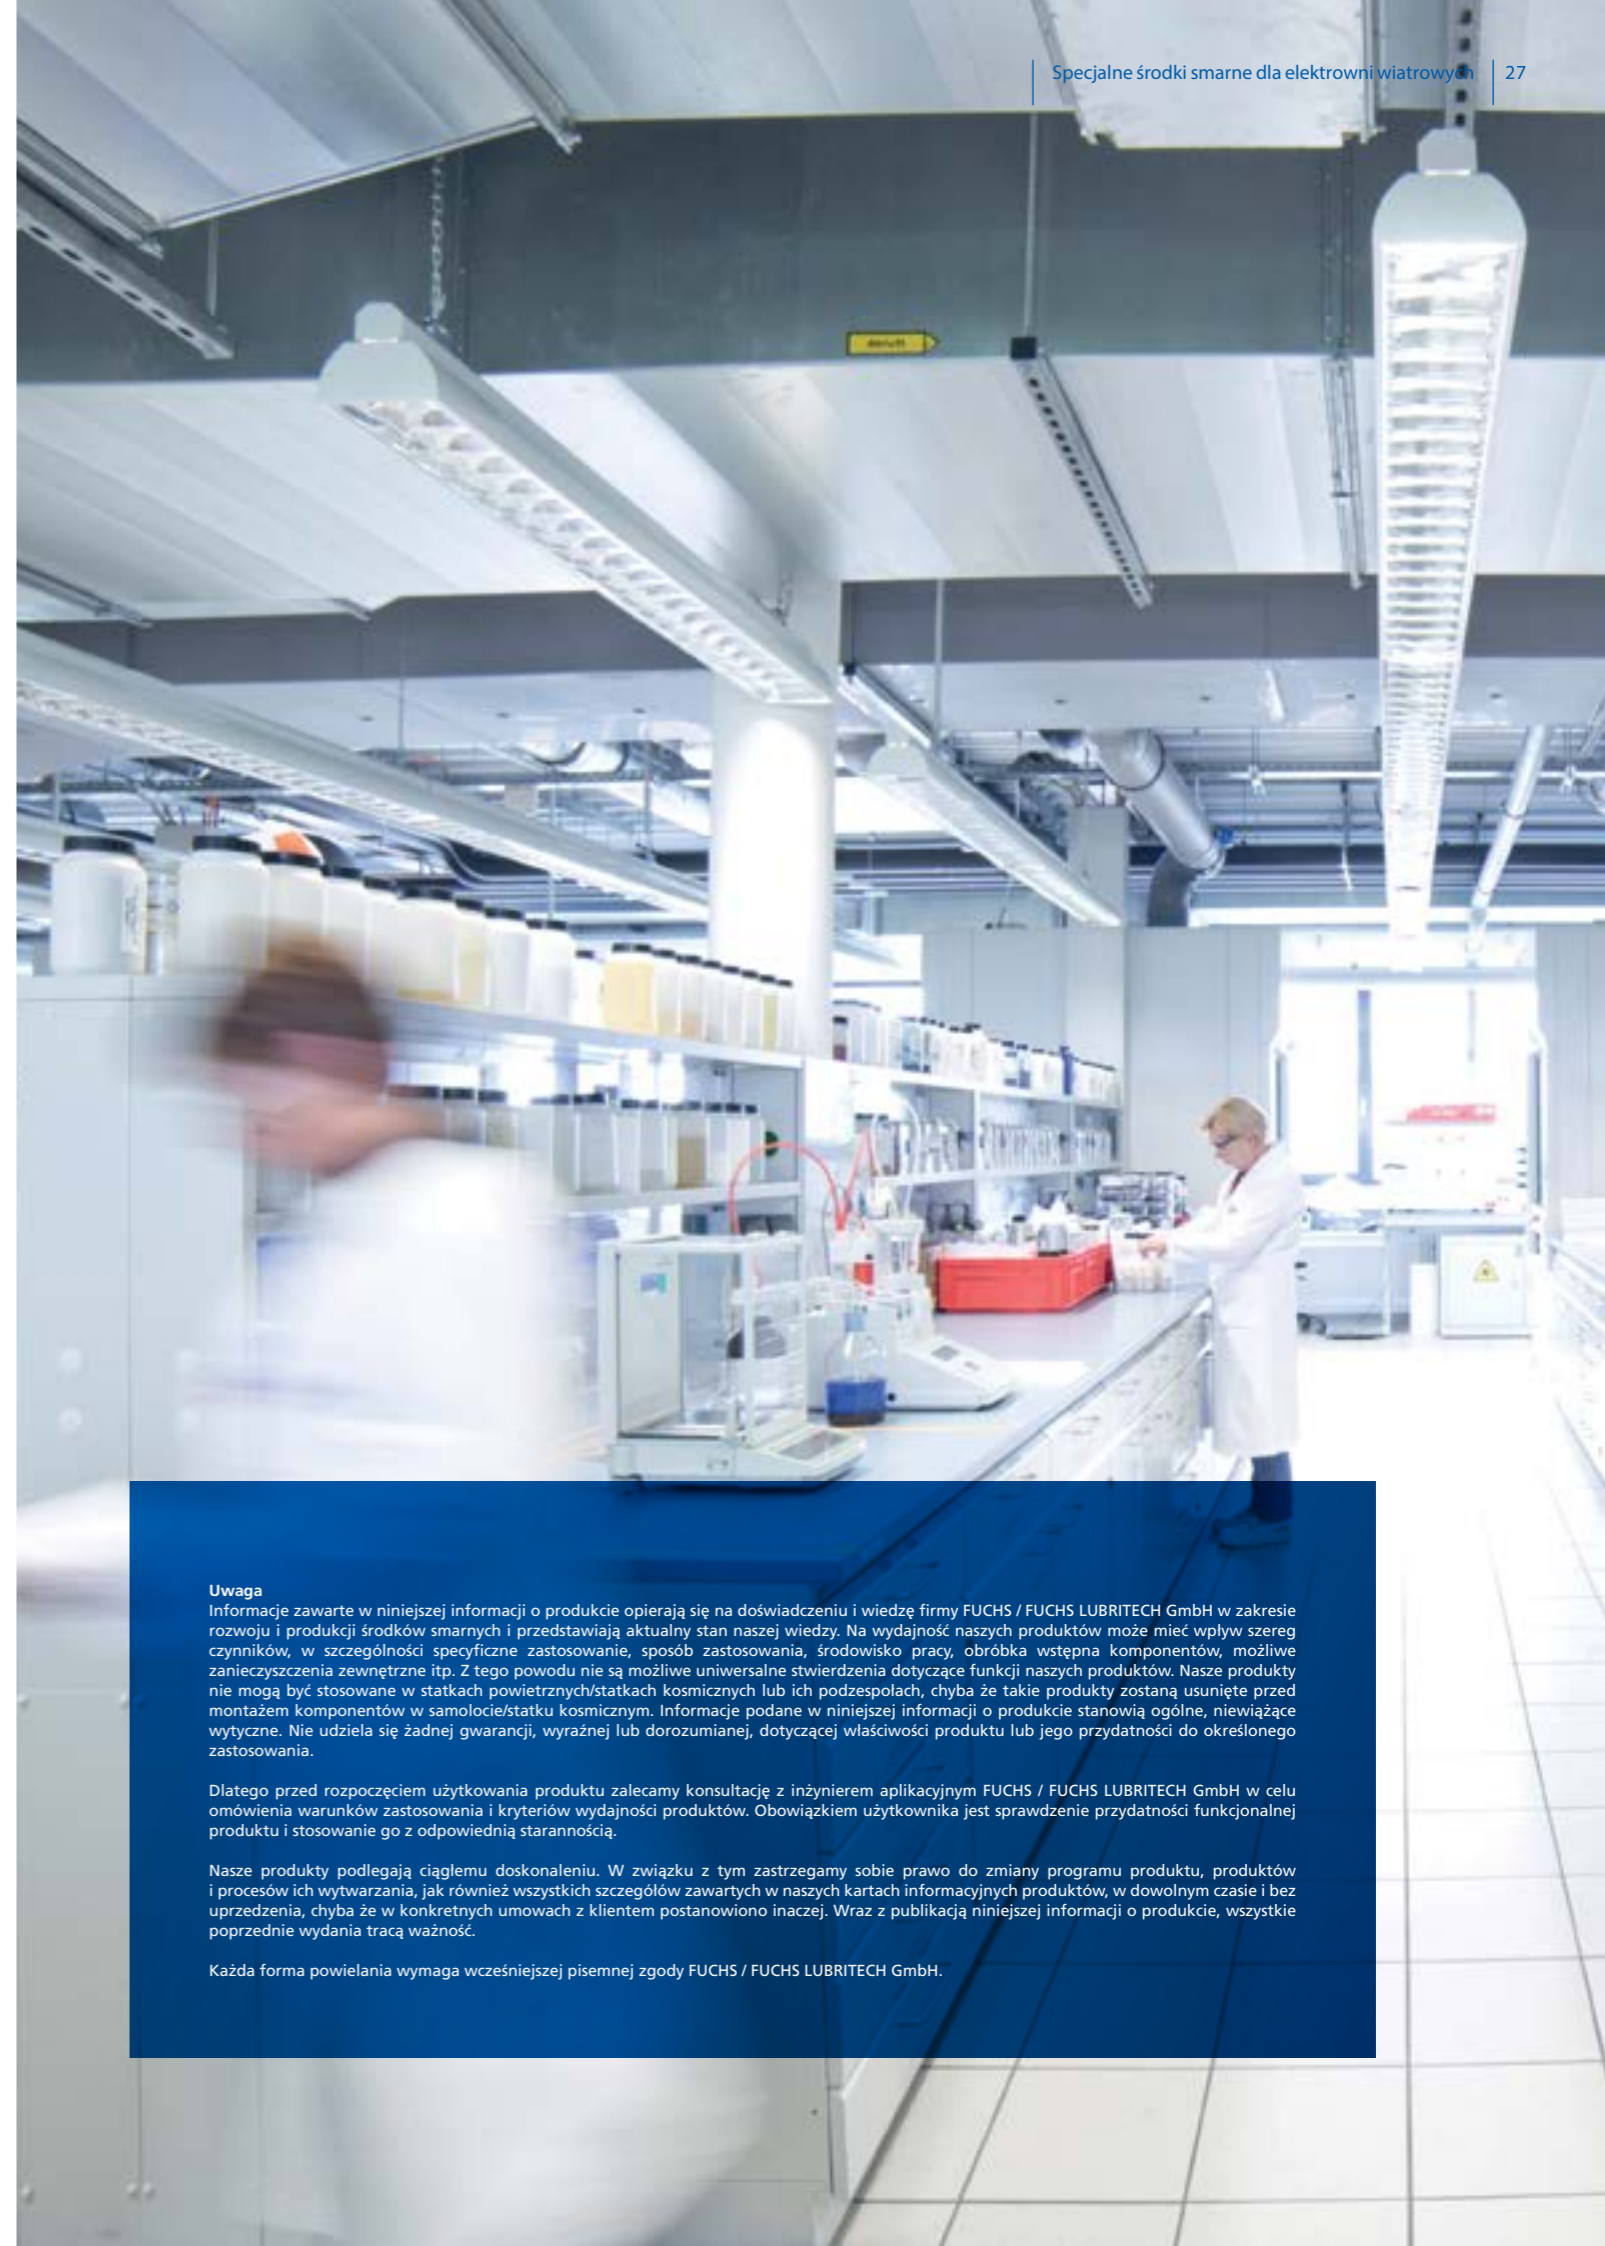 Specjalne środki smarne dla elektrowni wiatrowych 27
Uwaga
Informacje zawarte w niniejszej informacji o produkcie opierają się na doświadczeniu i wiedzę firmy FUCHS / FUCHS LUBRITECH GmbH w zakresie
rozwoju i produkcji środków smarnych i przedstawiają aktualny stan naszej wiedzy. Na wydajność naszych produktów może mieć wpływ szereg
czynników, w szczególności specyficzne zastosowanie, sposób zastosowania, środowisko pracy, obróbka wstępna komponentów, możliwe
zanieczyszczenia zewnętrzne itp. Z tego powodu nie są możliwe uniwersalne stwierdzenia dotyczące funkcji naszych produktów. Nasze produkty
nie mogą być stosowane w statkach powietrznych/statkach kosmicznych lub ich podzespołach, chyba że takie produkty zostaną usunięte przed
montażem komponentów w samolocie/statku kosmicznym. Informacje podane w niniejszej informacji o produkcie stanowią ogólne, niewiążące
wytyczne. Nie udziela się żadnej gwarancji, wyraźnej lub dorozumianej, dotyczącej właściwości produktu lub jego przydatności do określonego
zastosowania.
Dlatego przed rozpoczęciem użytkowania produktu zalecamy konsultację z inżynierem aplikacyjnym FUCHS / FUCHS LUBRITECH GmbH w celu
omówienia warunków zastosowania i kryteriów wydajności produktów. Obowiązkiem użytkownika jest sprawdzenie przydatności funkcjonalnej
produktu i stosowanie go z odpowiednią starannością.
Nasze produkty podlegają ciągłemu doskonaleniu. W związku z tym zastrzegamy sobie prawo do zmiany programu produktu, produktów
i procesów ich wytwarzania, jak również wszystkich szczegółów zawartych w naszych kartach informacyjnych produktów, w dowolnym czasie i bez
uprzedzenia, chyba że w konkretnych umowach z klientem postanowiono inaczej. Wraz z publikacją niniejszej informacji o produkcie, wszystkie
poprzednie wydania tracą ważność.
Każda forma powielania wymaga wcześniejszej pisemnej zgody FUCHS / FUCHS LUBRITECH GmbH.